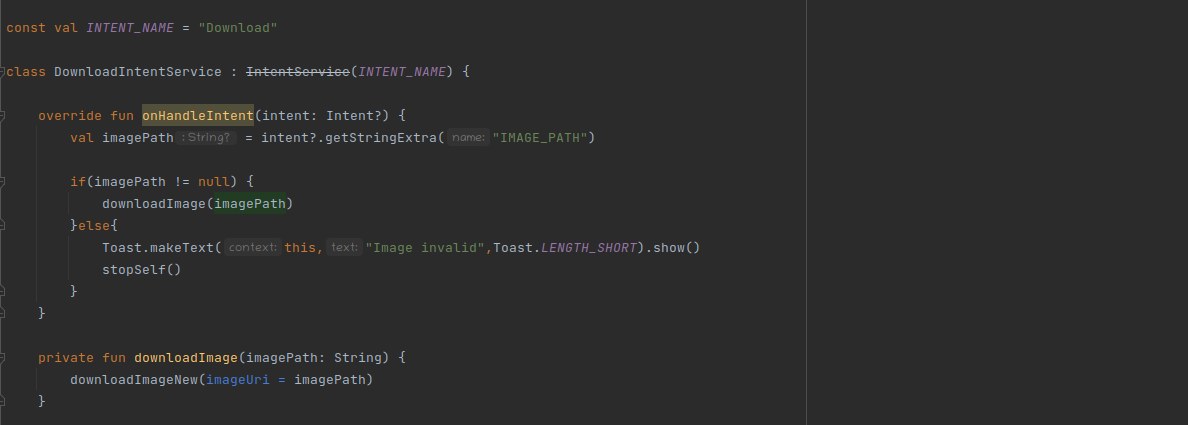 const val INTENT_NAME = "Download"
class DownloadIntentService : IntentService(INTENT_NAME) {
override fun onHandleIntent(intent: Intent?) {
val imagePath : String? = intent?.getStringExtra( name: "IMAGE_PATH")
if(imagePath != null) {
downloadImage(imagePath)
}else{
Toast.makeText( context: this, text: "Image invalid",Toast.LENGTH_SHORT).show()
stopSelf()
}
}
private fun downloadImage(imagePath: String) {
downloadImageNew(imageUri = imagePath)
}